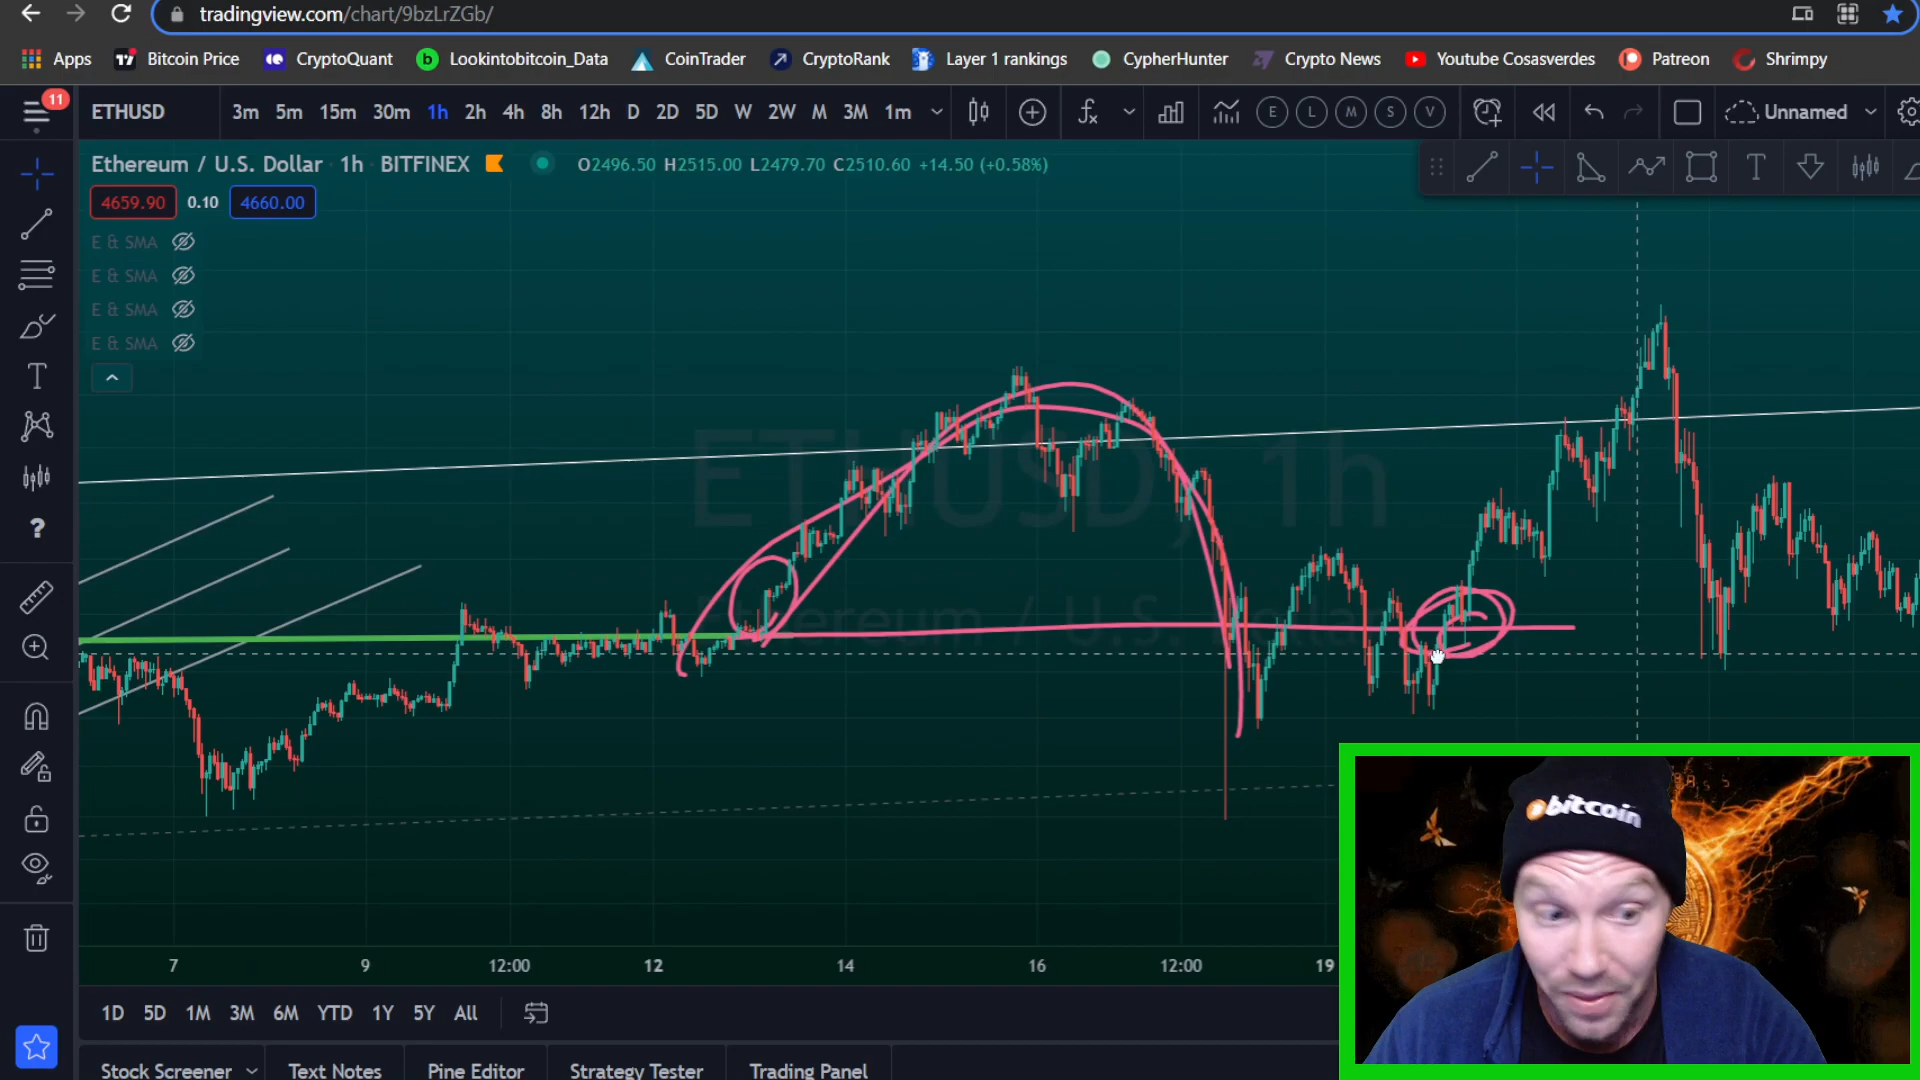 tradingview.com/chart/9bzLrZGb/
Apps Bitcoin Price CryptoQuant Lookintobitcoin_Data CoinTrader CryptoRank Layer 1 rankings CypherHunter Crypto News Youtube Cosasverdes Patreon Shrimpy
11
ETHUSD 3m 5m 15m 30m 1h 2h 4h 8h 12h D 2D 5D W 2W M 3M 1m E L M S V Unnamed
Ethereum / U.S. Dollar 1h BITFINEX O2496.50 H2515.00 L2479.70 C2510.60 +14.50 (+0.58%)
4659.90 0.10 4660.00
E & SMA
E & SMA
E & SMA
E & SMA
ETHUSD, 1h
Ethereum / U.S. Dollar
bitcoin
7 9 12:00 12 14 16 12:00 19
1D 5D 1M 3M 6M YTD 1Y 5Y All
Stock Screener Text Notes Pine Editor Strategy Tester Trading Panel